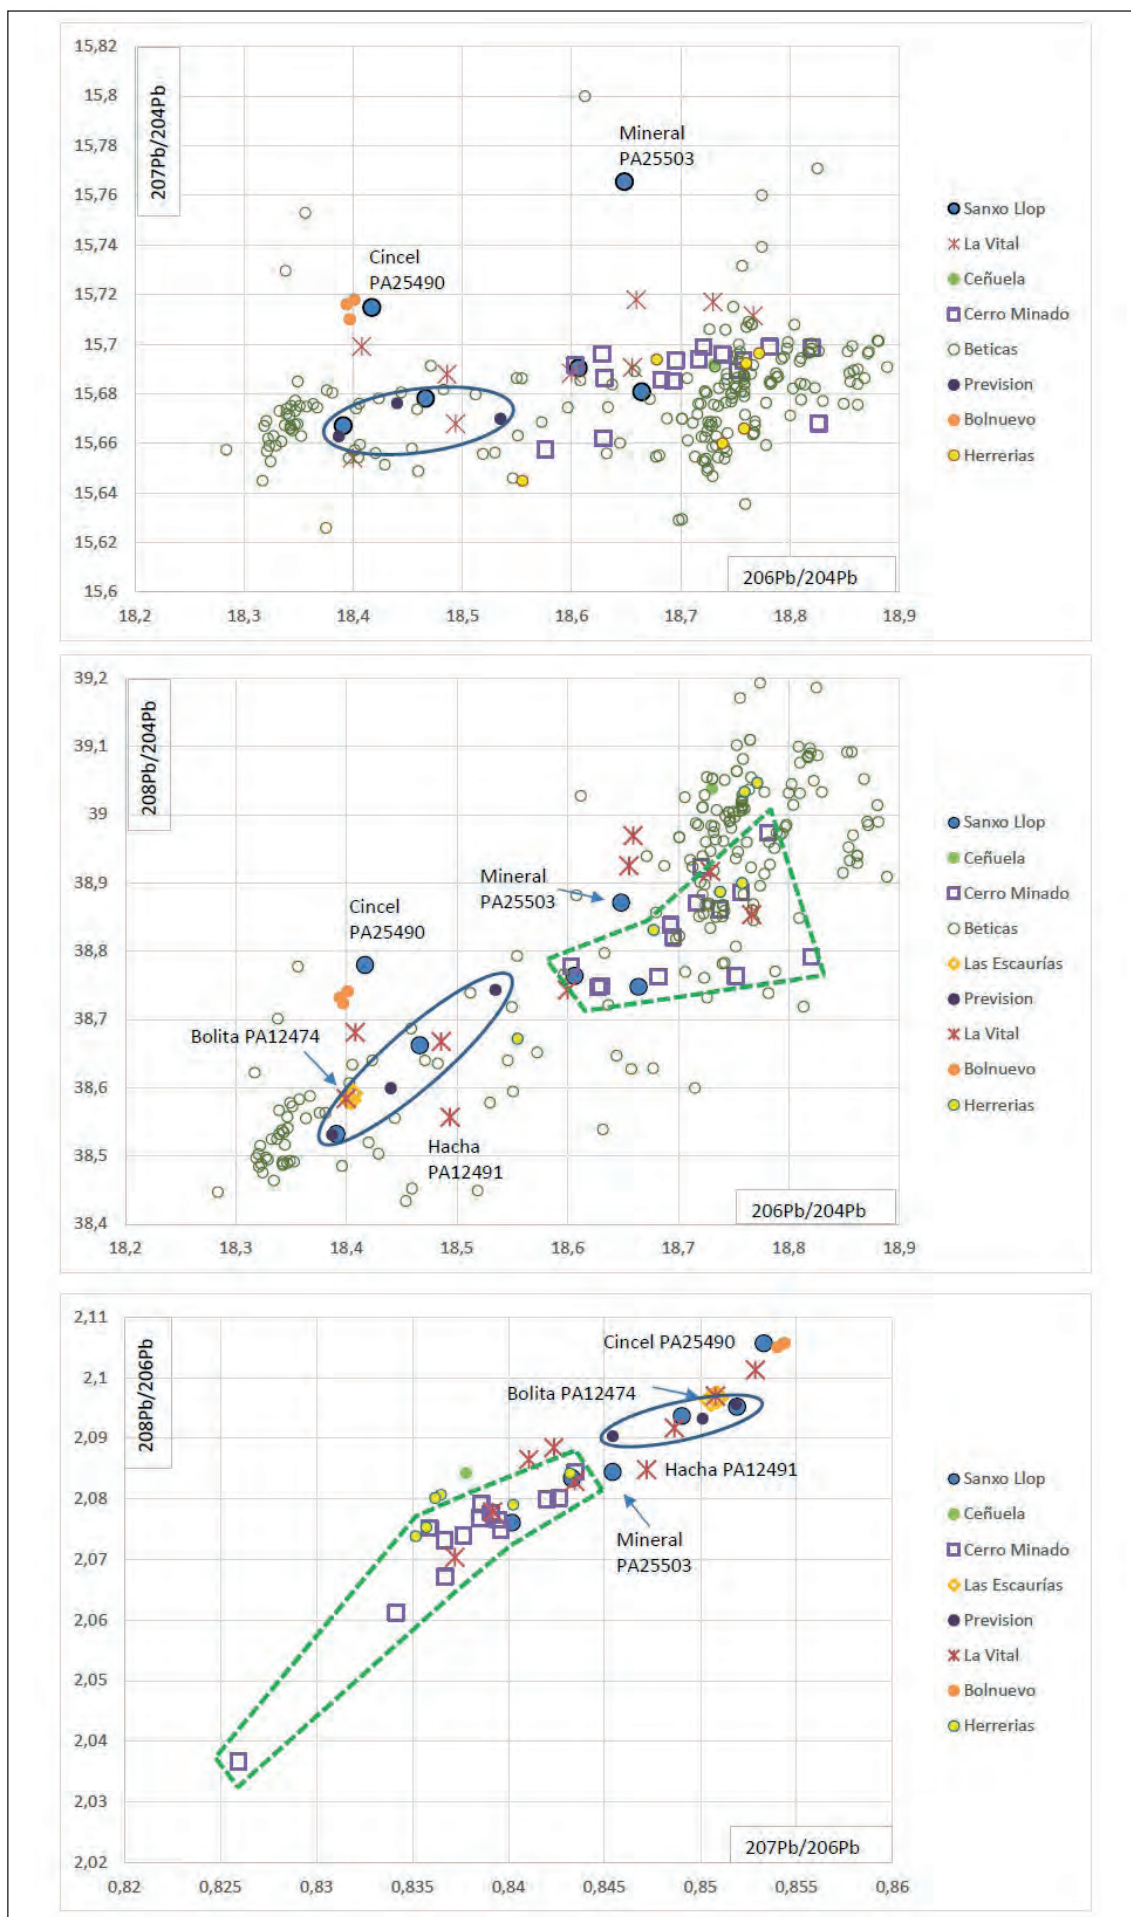 15,82
15,8
15,78
15,76
15,74
15,72
15,7
15,68
15,66
15,64
15,62
15,6
207Pb/204Pb
Mineral
PA25503
Cincel
PA25490
206Pb/204Pb
18,2 18,3 18,4 18,5 18,6 18,7 18,8 18,9
Sanxo Llop
La Vital
Ceñuela
Cerro Minado
Beticas
Prevision
Bolnuevo
Herrerias
39,2
39,1
39
38,9
38,8
38,7
38,6
38,5
38,4
208Pb/204Pb
Mineral
PA25503
Cincel
PA25490
Bolita PA12474
Hacha
PA12491
206Pb/204Pb
18,2 18,3 18,4 18,5 18,6 18,7 18,8 18,9
Sanxo Llop
Ceñuela
Cerro Minado
Beticas
Las Escaurías
Prevision
La Vital
Bolnuevo
Herrerias
2,11
2,1
2,09
2,08
2,07
2,06
2,05
2,04
2,03
2,02
208Pb/206Pb
Cincel PA25490
Bolita PA12474
Hacha PA12491
Mineral
PA25503
207Pb/206Pb
0,82 0,825 0,83 0,835 0,84 0,845 0,85 0,855 0,86
Sanxo Llop
Ceñuela
Cerro Minado
Las Escaurías
Prevision
La Vital
Bolnuevo
Herrerias